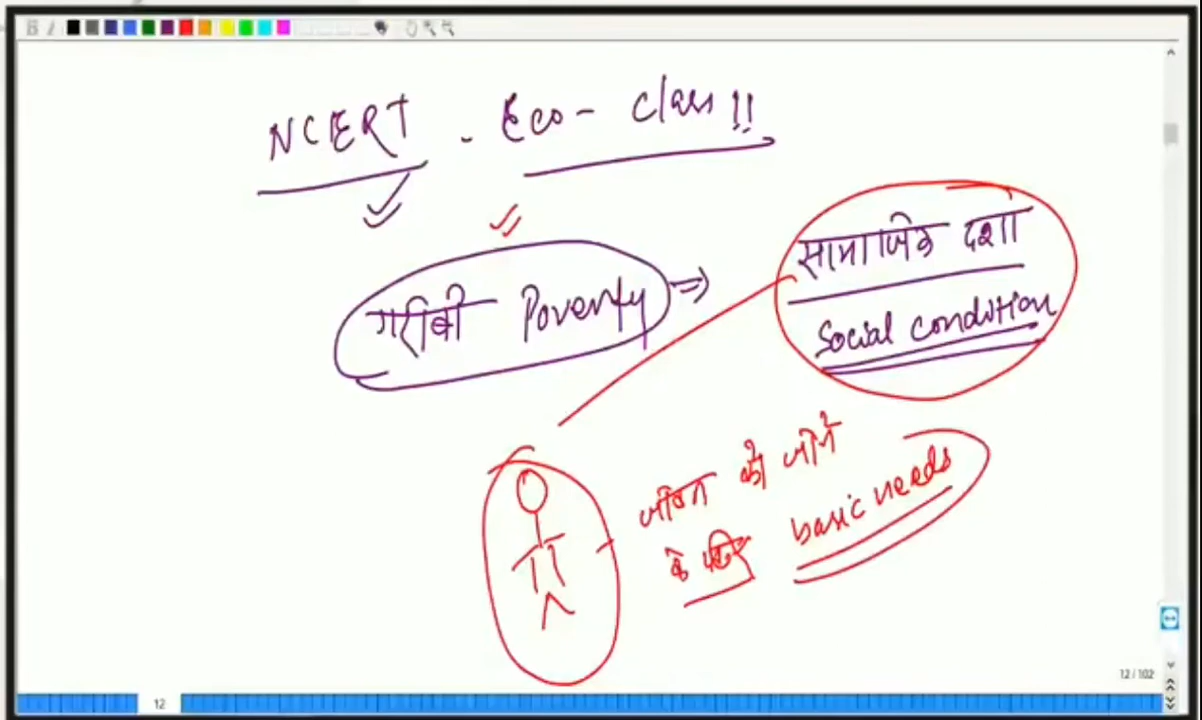 B I
NCERT - Eco - class!!
गरीबी Poverty ⇒
सामाजिक दशा
Social condition
जीवन को जीने
के लिए basic needs
12 / 102
12